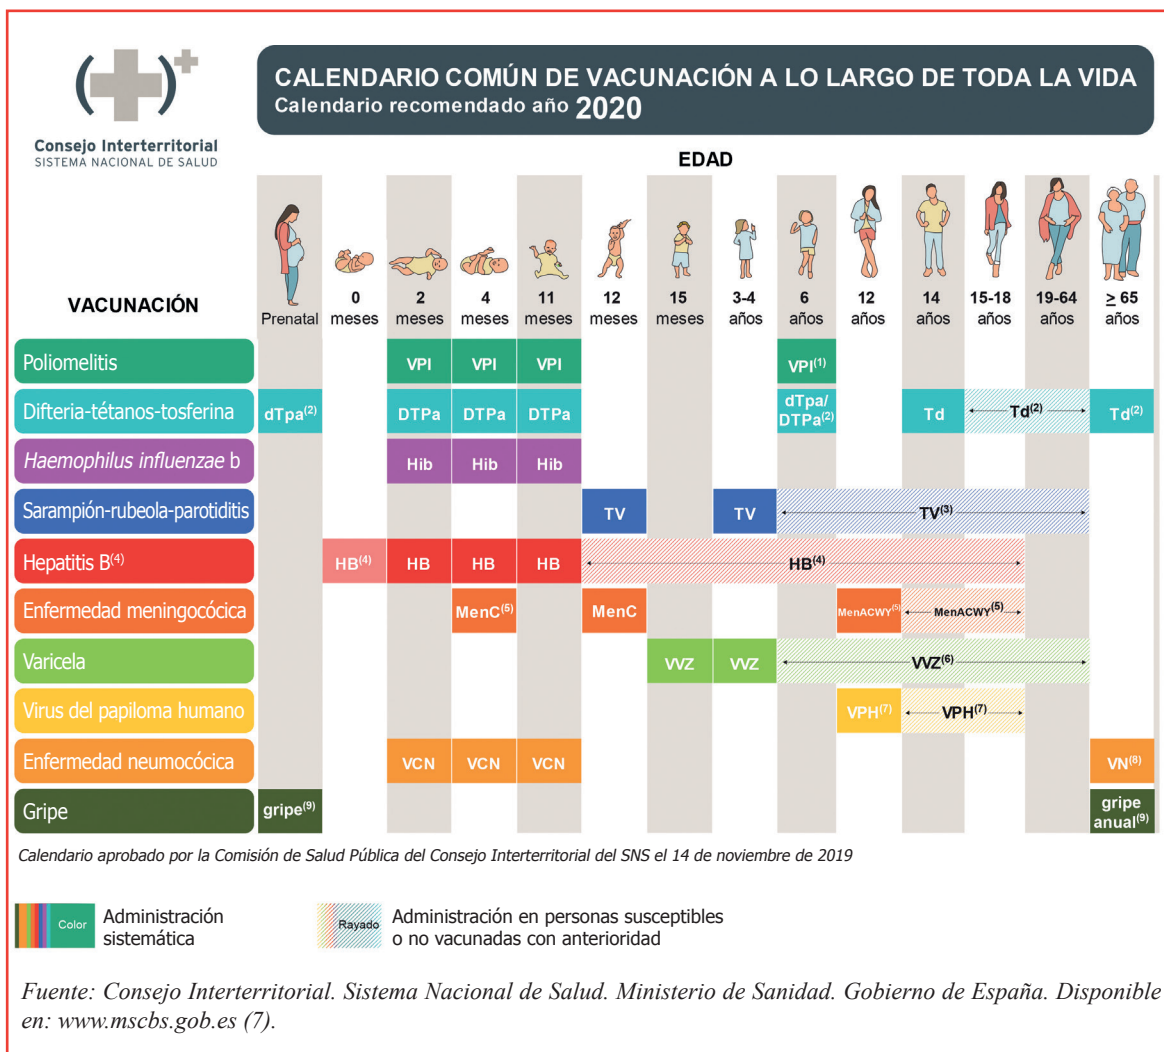 Consejo Interterritorial
SISTEMA NACIONAL DE SALUD
CALENDARIO COMÚN DE VACUNACIÓN A LO LARGO DE TODA LA VIDA
Calendario recomendado año 2020
EDAD
VACUNACIÓN
Prenatal
0 meses
2 meses
4 meses
11 meses
12 meses
15 meses
3-4 años
6 años
12 años
14 años
15-18 años
19-64 años
≥ 65 años
Poliomelitis VPI VPI VPI VPI(1)
Difteria-tétanos-tosferina dTpa(2) DTPa DTPa DTPa dTpa/ DTPa(2) Td Td(2) Td(2)
Haemophilus influenzae b Hib Hib Hib
Sarampión-rubeola-parotiditis TV TV TV(3)
Hepatitis B(4) HB(4) HB HB HB HB(4)
Enfermedad meningocócica MenC(5) MenC MenACWY(5) MenACWY(5)
Varicela VVZ VVZ VVZ(6)
Virus del papiloma humano VPH(7) VPH(7)
Enfermedad neumocócica VCN VCN VCN VN(8)
Gripe gripe(9) gripe anual(9)
Calendario aprobado por la Comisión de Salud Pública del Consejo Interterritorial del SNS el 14 de noviembre de 2019
Color
Administración
sistemática
Rayado
Administración en personas susceptibles
o no vacunadas con anterioridad
Fuente: Consejo Interterritorial. Sistema Nacional de Salud. Ministerio de Sanidad. Gobierno de España. Disponible
en: www.mscbs.gob.es (7).